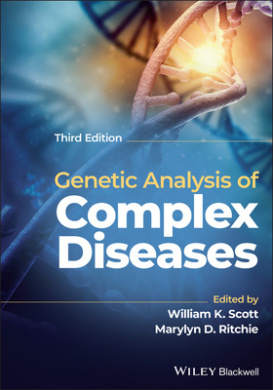 Third Edition
Genetic Analysis of
Complex
Diseases
Edited by
William K. Scott
Marylyn D. Ritchie
WILEY Blackwell